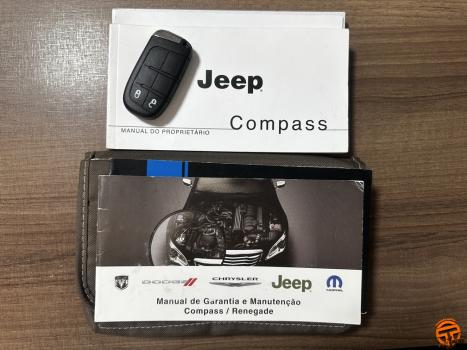 Jeep
Compass
MANUAL DO PROPRIETÁRIO
DODGE
CHRYSLER
Jeep
MOPAR
Manual de Garantia e Manutenção
Compass / Renegade